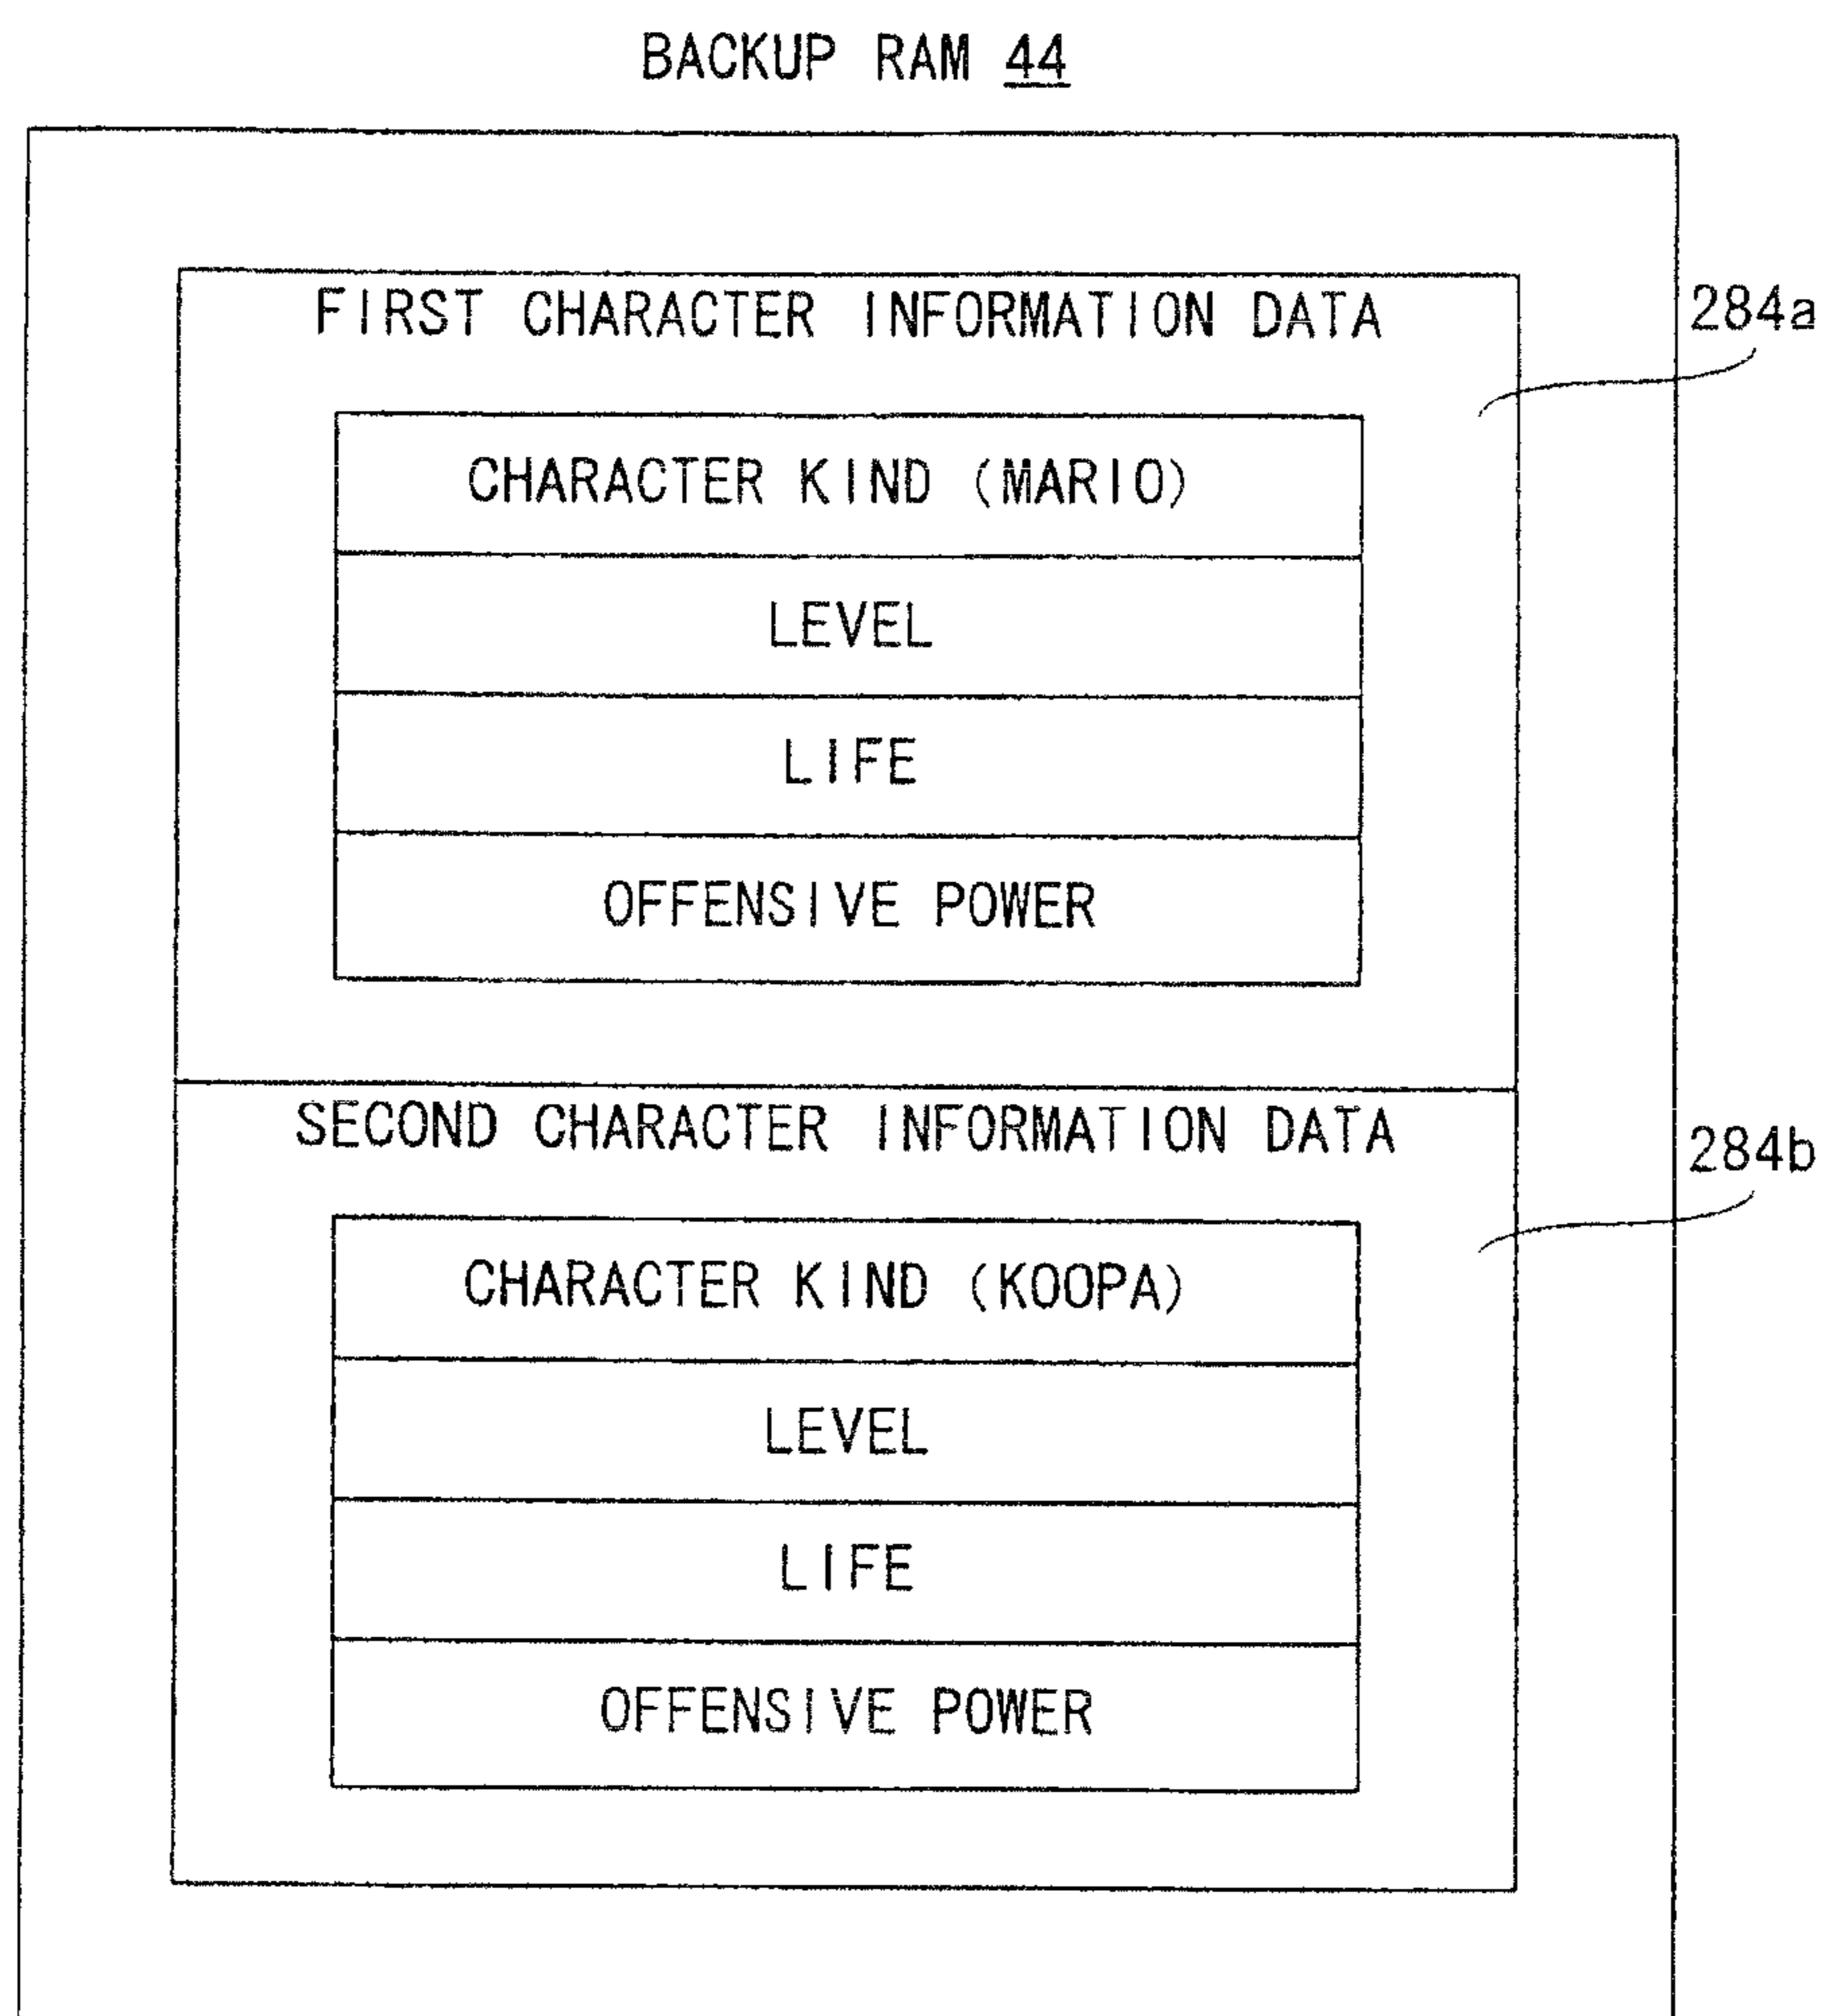 BACKUP RAM 44
FIRST CHARACTER INFORMATION DATA
284a
CHARACTER KIND (MARIO)
LEVEL
LIFE
OFFENSIVE POWER
SECOND CHARACTER INFORMATION DATA
284b
CHARACTER KIND (KOOPA)
LEVEL
LIFE
OFFENSIVE POWER